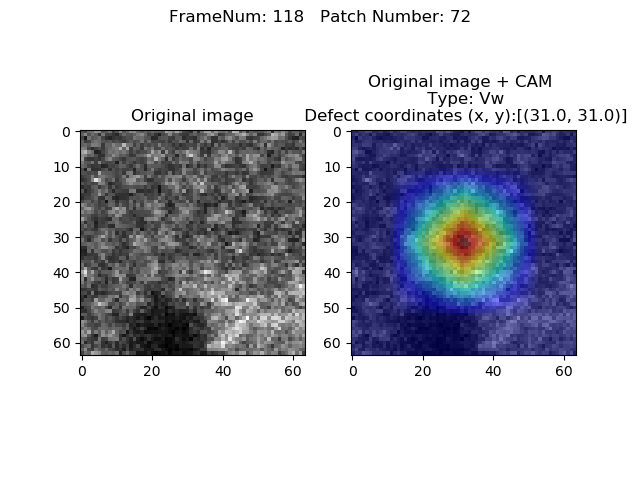 FrameNum: 118   Patch Number: 72
Original image
Original image + CAM
Type: Vw
Defect coordinates (x, y):[(31.0, 31.0)]
0
10
20
30
40
50
60
0 20 40 60
0
10
20
30
40
50
60
0 20 40 60